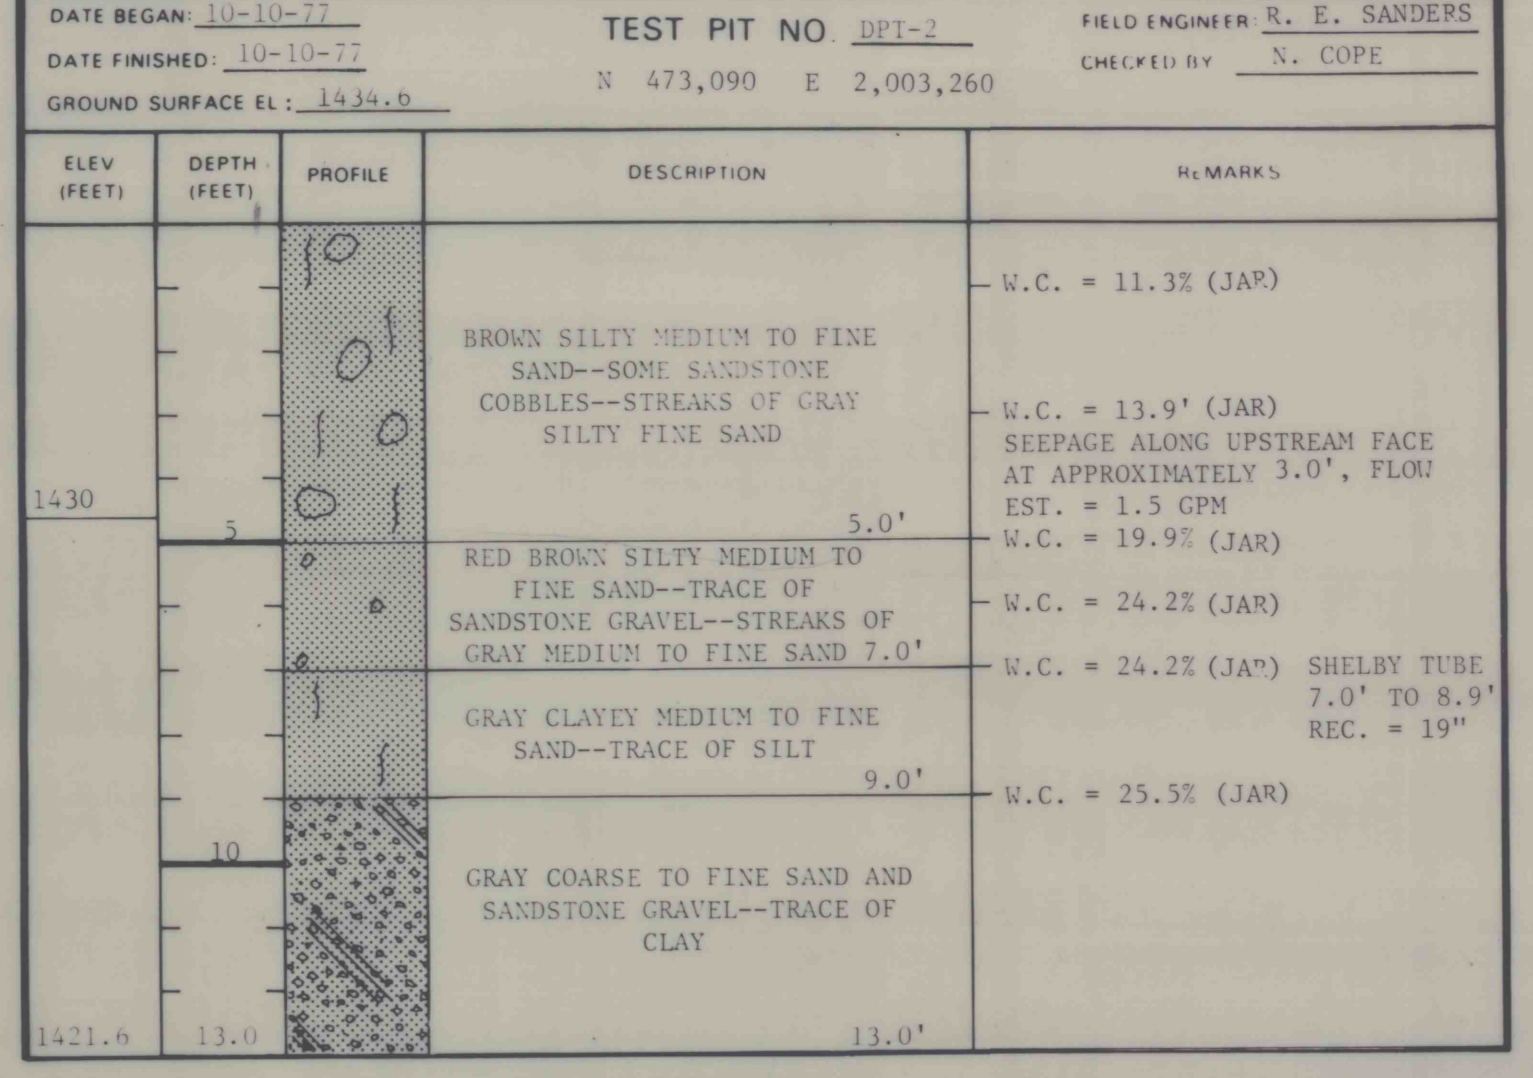 DATE BEGAN: 10-10-77
DATE FINISHED: 10-10-77
GROUND SURFACE EL: 1434.6
TEST PIT NO. DPT-2
N 473,090 E 2,003,260
FIELD ENGINEER: R. E. SANDERS
CHECKED BY N. COPE
ELEV (FEET)
DEPTH (FEET)
PROFILE
DESCRIPTION
REMARKS
W.C. = 11.3% (JAR)
BROWN SILTY MEDIUM TO FINE
SAND--SOME SANDSTONE
COBBLES--STREAKS OF GRAY
SILTY FINE SAND
5.0'
W.C. = 13.9' (JAR)
SEEPAGE ALONG UPSTREAM FACE
AT APPROXIMATELY 3.0', FLOW
EST. = 1.5 GPM
1430
5
W.C. = 19.9% (JAR)
RED BROWN SILTY MEDIUM TO
FINE SAND--TRACE OF
SANDSTONE GRAVEL--STREAKS OF
GRAY MEDIUM TO FINE SAND 7.0'
W.C. = 24.2% (JAR)
W.C. = 24.2% (JAR) SHELBY TUBE
7.0' TO 8.9'
REC. = 19"
GRAY CLAYEY MEDIUM TO FINE
SAND--TRACE OF SILT
9.0'
W.C. = 25.5% (JAR)
10
GRAY COARSE TO FINE SAND AND
SANDSTONE GRAVEL--TRACE OF
CLAY
1421.6
13.0
13.0'